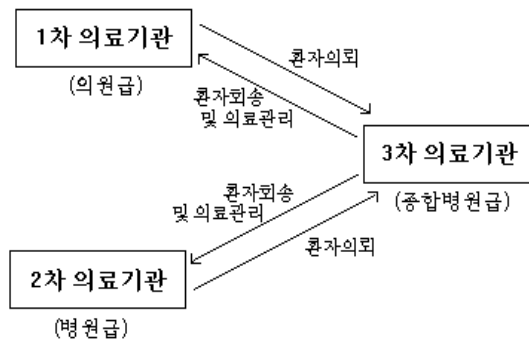 1차 의료기관
(의원급)
환자의뢰
환자회송
및 의료관리
3차 의료기관
(종합병원급)
환자회송
및 의료관리
환자의뢰
2차 의료기관
(병원급)